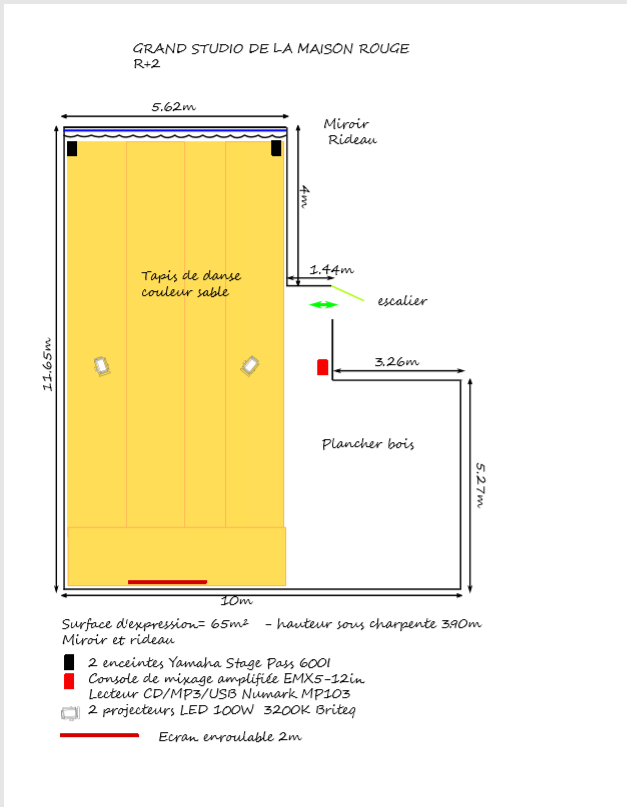 GRAND STUDIO DE LA MAISON ROUGE
R+2
5.62m
Miroir
Rideau
4m
1.44m
Tapis de danse
couleur sable
escalier
11.65m
3.26m
Plancher bois
5.27m
10m
Surface d'expression= 65m² - hauteur sous charpente 390m
Miroir et rideau
2 enceintes Yamaha Stage Pass 600I
Console de mixage amplifiée EMX5-12in
Lecteur CD/MP3/USB Numark MP103
2 projecteurs LED 100W 3200K Briteq
Ecran enroulable 2m